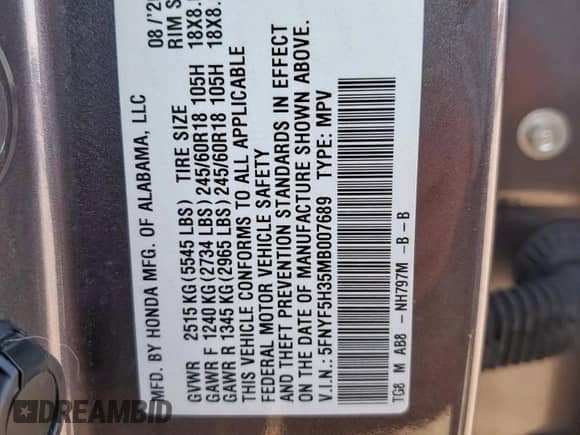 MFD. BY HONDA MFG. OF ALABAMA, LLC 08/'20
GVWR 2515 KG (5545 LBS) TIRE SIZE RIM S
GAWR F 1240 KG (2734 LBS) 245/60R18 105H 18X8.
GAWR R 1345 KG (2965 LBS) 245/60R18 105H 18X8.
THIS VEHICLE CONFORMS TO ALL APPLICABLE
FEDERAL MOTOR VEHICLE SAFETY
AND THEFT PREVENTION STANDARDS IN EFFECT
ON THE DATE OF MANUFACTURE SHOWN ABOVE.
V.I.N.: 5FNYF5H35MB007689 TYPE: MPV
TG8 M AB8 - NH797M -B -B
DREAMBID